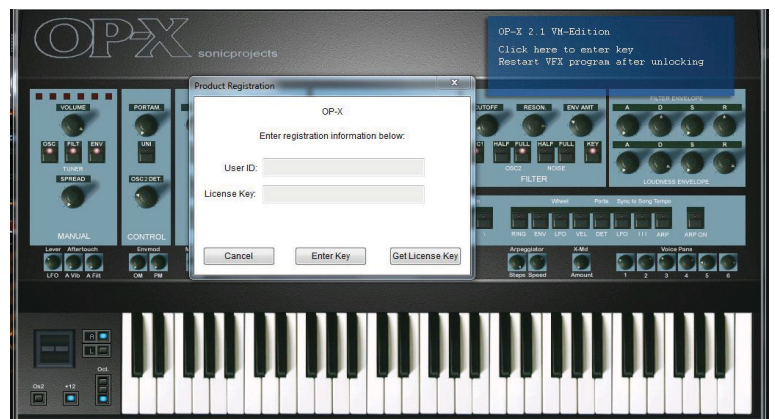 OP-X
sonicprojects
OP-X 2.1 VM-Edition
Click here to enter key
Restart VFX program after unlocking
Product Registration
x
OP-X
Enter registration information below:
User ID:
License Key:
Cancel
Enter Key
Get License Key
VOLUME
PORTAM.
CUTOFF
RESON.
ENV AMT
FILTER ENVELOPE
A D S R
OSC FILT ENV
UNI
HALF FULL HALF FULL KEY
A D S R
TUNER
OSC2 NOISE
SPREAD
OSC2 DET.
FILTER
LOUDNESS ENVELOPE
Wheel Porta Sync to Song Tempo
MANUAL
CONTROL
RING ENV LFO VEL DET LFO III ARP ARP ON
Lever Aftertouch
Envmod
Arpeggiator
X-Md
Voice Pans
LFO A Vib A Filt
OM PM
Steps Speed
Amount
1 2 3 4 5 6
R
L
Oct.
Os2 +12